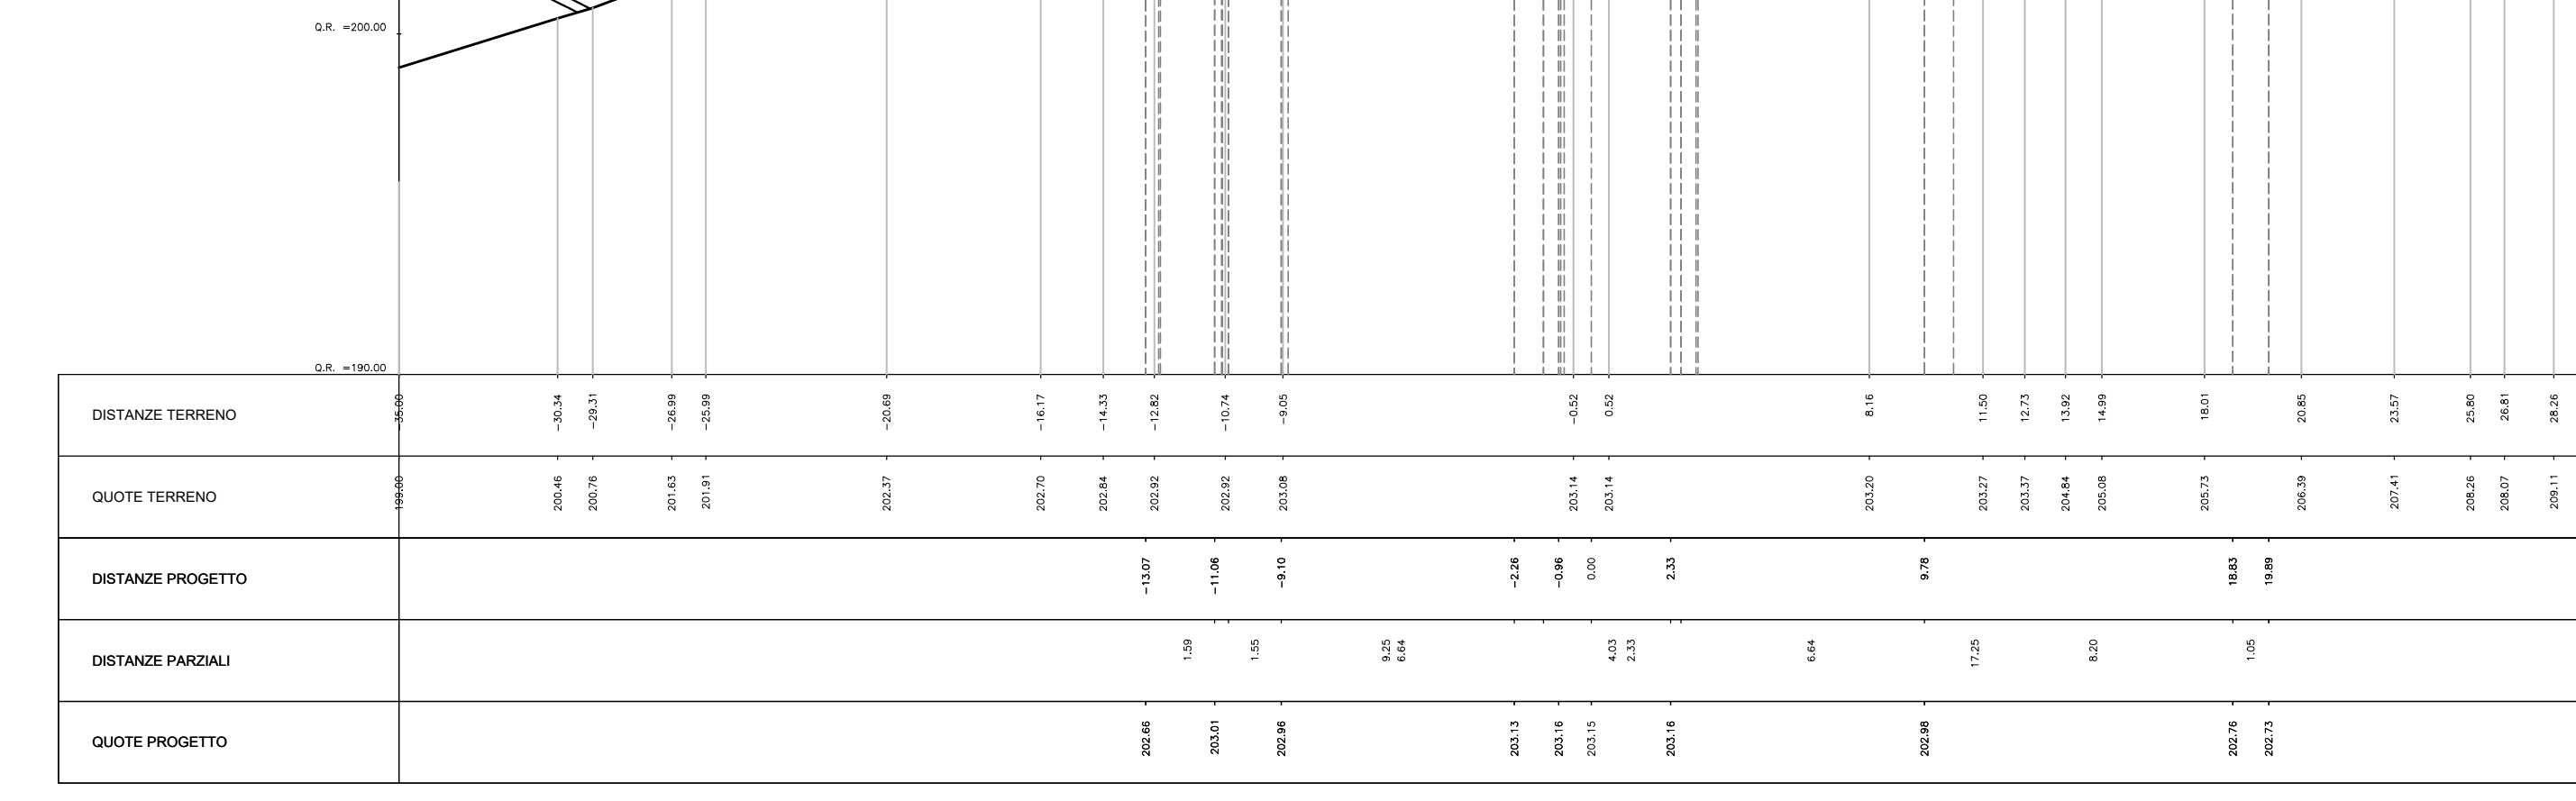 Q.R. =200.00
Q.R. =190.00
DISTANZE TERRENO -35.00 -30.34 -29.31 -26.99 -25.99 -20.69 -16.17 -14.33 -12.82 -10.74 -9.05 -0.52 0.52 8.16 11.50 12.73 13.92 14.99 18.01 20.85 23.57 25.80 26.81 28.26
QUOTE TERRENO 199.00 200.46 200.76 201.63 201.91 202.37 202.70 202.84 202.92 202.92 203.08 203.14 203.14 203.20 203.27 203.37 204.84 205.08 205.73 206.39 207.41 208.26 208.07 209.11
DISTANZE PROGETTO -13.07 -11.06 -9.10 -2.26 -0.96 0.00 2.33 9.78 18.83 19.89
DISTANZE PARZIALI 1.59 1.55 9.25 6.64 4.03 2.33 6.64 17.25 8.20 1.05
QUOTE PROGETTO 202.66 203.01 202.96 203.13 203.16 203.15 203.16 202.98 202.76 202.73